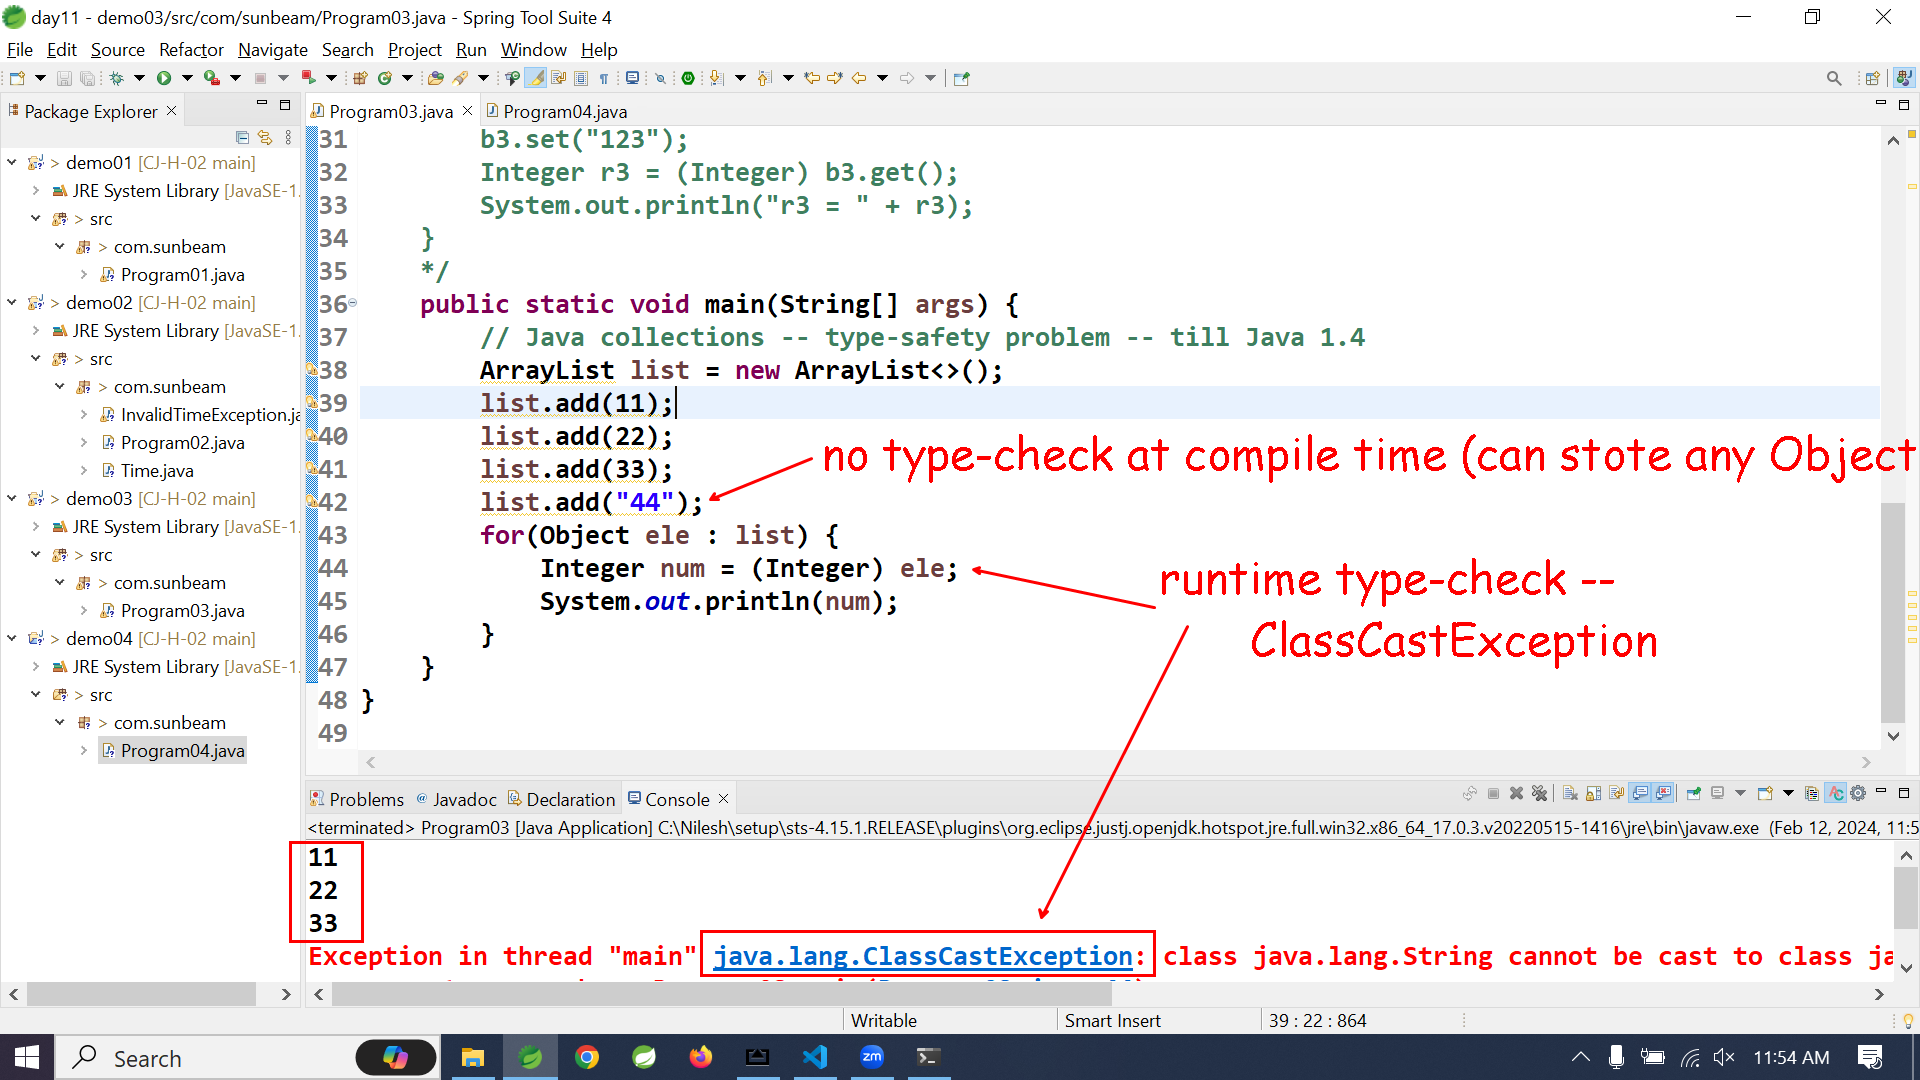 day11 - demo03/src/com/sunbeam/Program03.java - Spring Tool Suite 4
File Edit Source Refactor Navigate Search Project Run Window Help
Package Explorer
demo01 [CJ-H-02 main]
JRE System Library [JavaSE-1.
src
com.sunbeam
Program01.java
demo02 [CJ-H-02 main]
JRE System Library [JavaSE-1.
src
com.sunbeam
InvalidTimeException.ja
Program02.java
Time.java
demo03 [CJ-H-02 main]
JRE System Library [JavaSE-1.
src
com.sunbeam
Program03.java
demo04 [CJ-H-02 main]
JRE System Library [JavaSE-1.
src
com.sunbeam
Program04.java
Program03.java Program04.java
31 b3.set("123");
32 Integer r3 = (Integer) b3.get();
33 System.out.println("r3 = " + r3);
34 }
35 */
36 public static void main(String[] args) {
37 // Java collections -- type-safety problem -- till Java 1.4
38 ArrayList list = new ArrayList<>();
39 list.add(11);
40 list.add(22);
41 list.add(33);
42 list.add("44");
43 for(Object ele : list) {
44 Integer num = (Integer) ele;
45 System.out.println(num);
46 }
47 }
48 }
49
no type-check at compile time (can stote any Object
runtime type-check --
ClassCastException
Problems Javadoc Declaration Console
<terminated> Program03 [Java Application] C:\Nilesh\setup\sts-4.15.1.RELEASE\plugins\org.eclipse.justj.openjdk.hotspot.jre.full.win32.x86_64_17.0.3.v20220515-1416\jre\bin\javaw.exe (Feb 12, 2024, 11:5
11
22
33
Exception in thread "main" java.lang.ClassCastException: class java.lang.String cannot be cast to class ja
Writable Smart Insert 39 : 22 : 864
Search
zm
11:54 AM